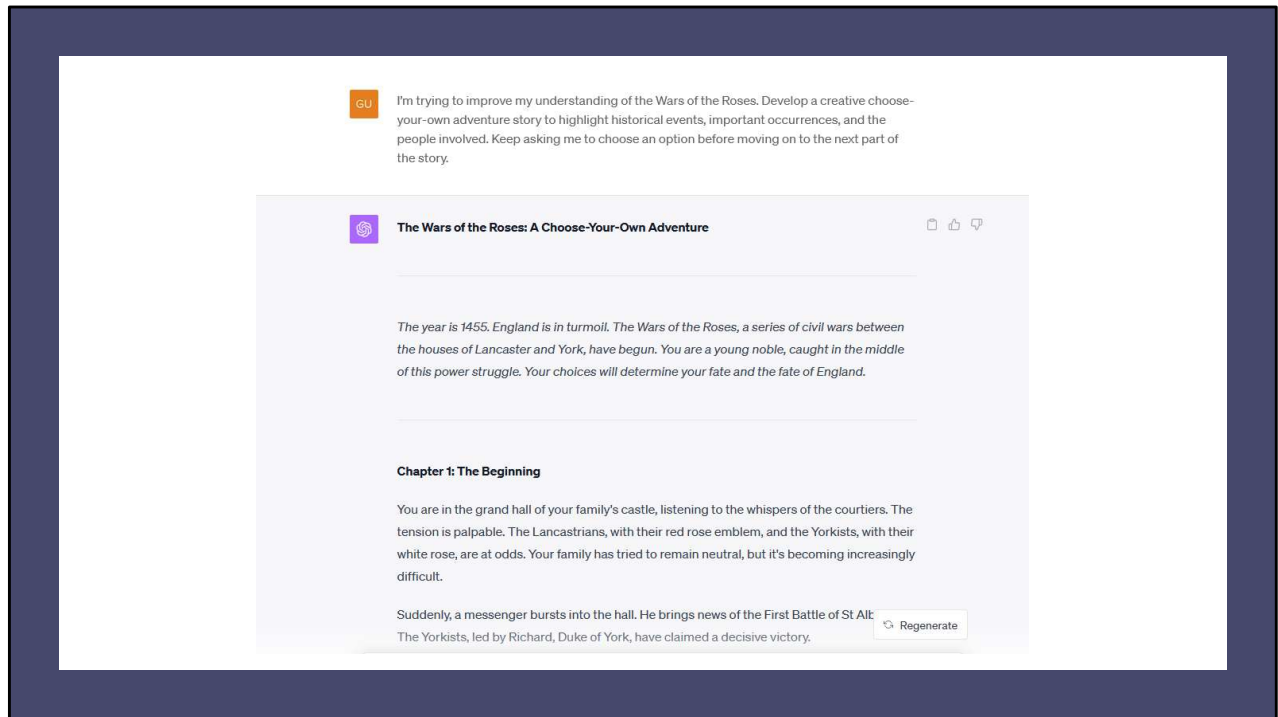 GU
I'm trying to improve my understanding of the Wars of the Roses. Develop a creative choose-
your-own adventure story to highlight historical events, important occurrences, and the
people involved. Keep asking me to choose an option before moving on to the next part of
the story.
The Wars of the Roses: A Choose-Your-Own Adventure
The year is 1455. England is in turmoil. The Wars of the Roses, a series of civil wars between
the houses of Lancaster and York, have begun. You are a young noble, caught in the middle
of this power struggle. Your choices will determine your fate and the fate of England.
Chapter 1: The Beginning
You are in the grand hall of your family's castle, listening to the whispers of the courtiers. The
tension is palpable. The Lancastrians, with their red rose emblem, and the Yorkists, with their
white rose, are at odds. Your family has tried to remain neutral, but it's becoming increasingly
difficult.
Suddenly, a messenger bursts into the hall. He brings news of the First Battle of St
Regenerate
The Yorkists, led by Richard, Duke of York, have claimed a decisive victory.